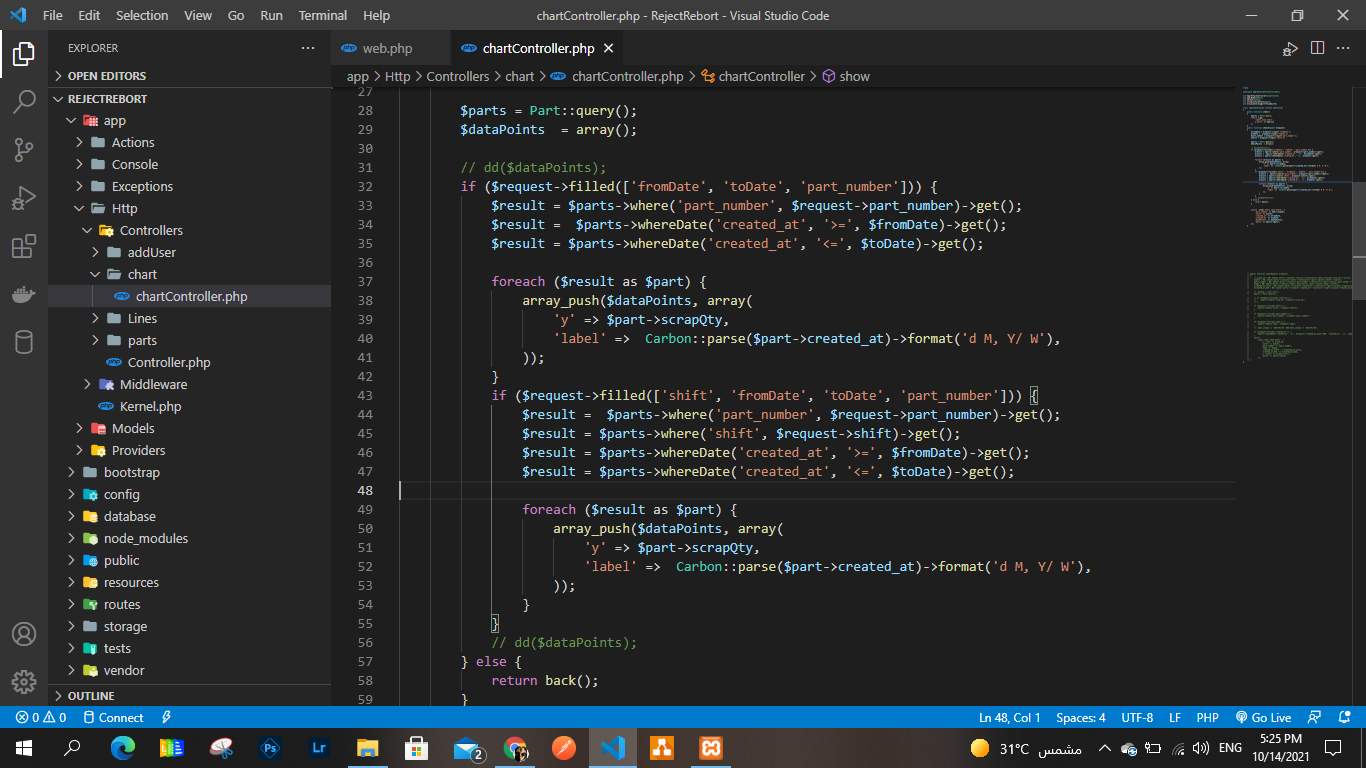 File Edit Selection View Go Run Terminal Help
chartController.php - RejectRebort - Visual Studio Code
EXPLORER
OPEN EDITORS
REJECTREBORT
app
Actions
Console
Exceptions
Http
Controllers
addUser
chart
chartController.php
Lines
parts
Controller.php
Middleware
Kernel.php
Models
Providers
bootstrap
config
database
node_modules
public
resources
routes
storage
tests
vendor
OUTLINE
web.php chartController.php
app > Http > Controllers > chart > chartController.php > chartController > show
27
28 $parts = Part::query();
29 $dataPoints  = array();
30
31 // dd($dataPoints);
32 if ($request->filled(['fromDate', 'toDate', 'part_number'])) {
33 $result = $parts->where('part_number', $request->part_number)->get();
34 $result =  $parts->whereDate('created_at', '>=', $fromDate)->get();
35 $result = $parts->whereDate('created_at', '<=', $toDate)->get();
36
37 foreach ($result as $part) {
38 array_push($dataPoints, array(
39 'y' => $part->scrapQty,
40 'label' =>  Carbon::parse($part->created_at)->format('d M, Y/ W'),
41 ));
42 }
43 if ($request->filled(['shift', 'fromDate', 'toDate', 'part_number'])) {
44 $result =  $parts->where('part_number', $request->part_number)->get();
45 $result = $parts->where('shift', $request->shift)->get();
46 $result = $parts->whereDate('created_at', '>=', $fromDate)->get();
47 $result = $parts->whereDate('created_at', '<=', $toDate)->get();
48
49 foreach ($result as $part) {
50 array_push($dataPoints, array(
51 'y' => $part->scrapQty,
52 'label' =>  Carbon::parse($part->created_at)->format('d M, Y/ W'),
53 ));
54 }
55 }
56 // dd($dataPoints);
57 } else {
58 return back();
59 }
0 0 Connect
Ln 48, Col 1 Spaces: 4 UTF-8 LF PHP Go Live
Ps Lr 2
31°C مشمس ENG
5:25 PM
10/14/2021